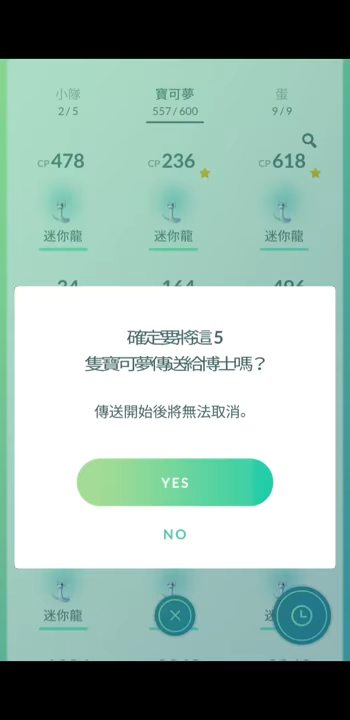 小隊 寶可夢 蛋
2/5 557/600 9/9
CP478 CP236 CP618
迷你龍 迷你龍 迷你龍
確定要將這5
隻寶可夢傳送給博士嗎？
傳送開始後將無法取消。
YES
NO
迷你龍